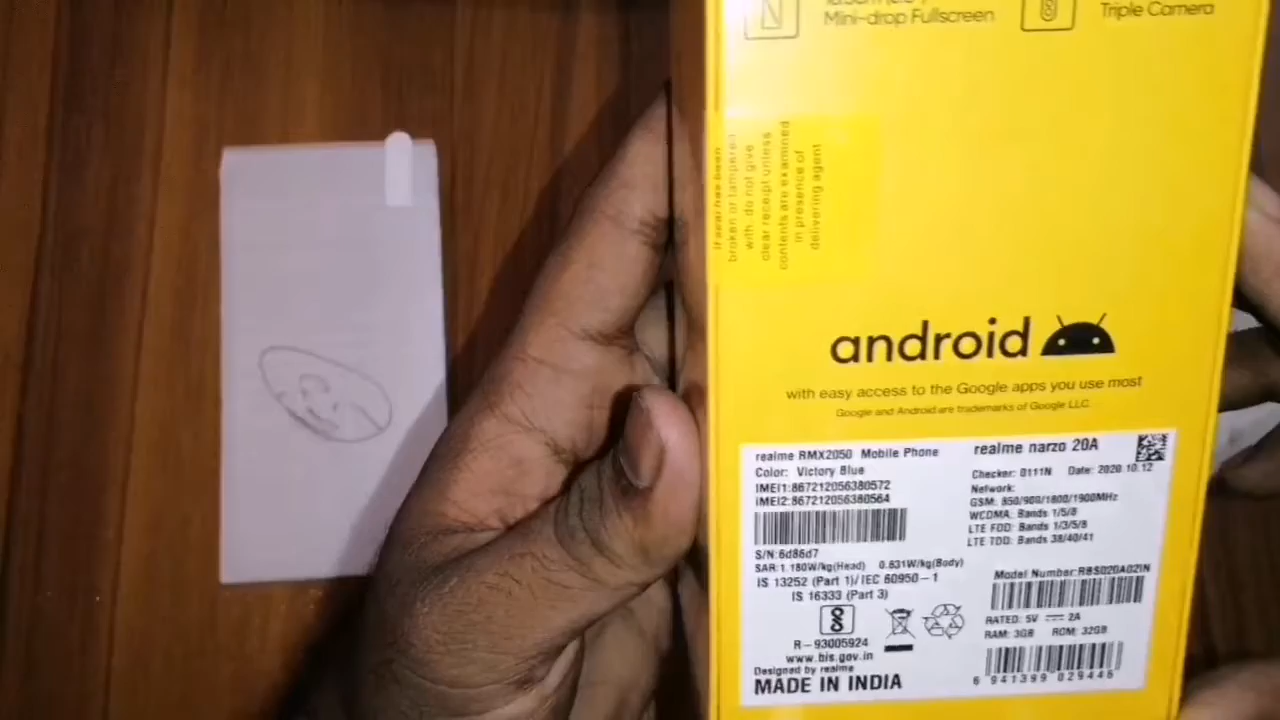 Mini-drop Fullscreen
Triple Camera
If seal has been
broken or tampered
with, do not give
clear receipt unless
contents are examined
in presence of
delivering agent
android
with easy access to the Google apps you use most
Google and Android are trademarks of Google LLC.
realme RMX2050 Mobile Phone
Color: Victory Blue
IMEI1:867212056380572
IMEI2:867212056380564
S/N:6d86d7
SAR:1.180W/kg(Head) 0.831W/kg(Body)
IS 13252 (Part 1)/IEC 60950-1
IS 16333 (Part 3)
R-93005924
www.bis.gov.in
Designed by realme
MADE IN INDIA
realme narzo 20A
Checker: 0111N Date: 2020.10.12
Network:
GSM: 850/900/1800/1900MHz
WCDMA: Bands 1/5/8
LTE FDD: Bands 1/3/5/8
LTE TDD: Bands 38/40/41
Model Number:RBS020A02IN
RATED: 5V 2A
RAM: 3GB ROM: 32GB
6 941399 029446